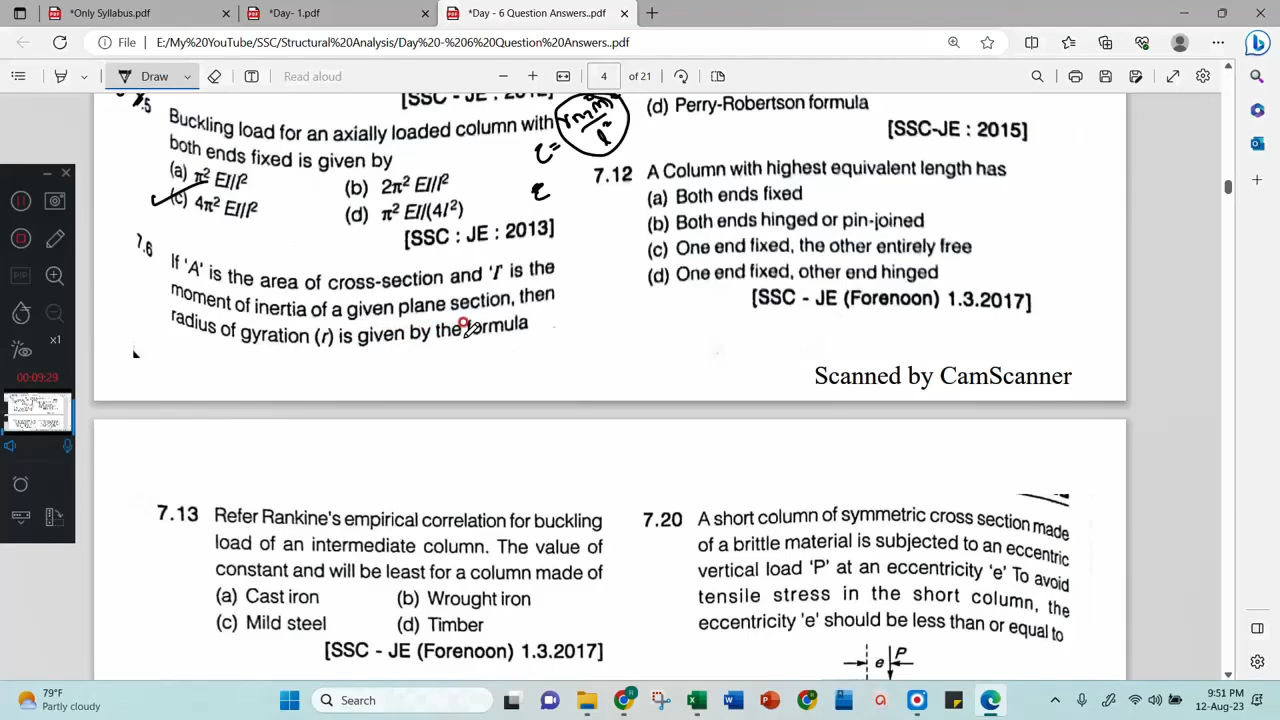 *Only Syllabus.pdf
*Day- 1.pdf
*Day - 6 Question Answers..pdf
File
E:/My%20YouTube/SSC/Structural%20Analysis/Day%20-%206%20Question%20Answers..pdf
Draw
Read aloud
4
of 21
7.5
Buckling load for an axially loaded column with
both ends fixed is given by
(a) π² EI/l²
(b) 2π² EI/l²
(c) 4π² EI/l²
(d) π² EI/(4l²)
[SSC : JE : 2013]
7.6
If 'A' is the area of cross-section and 'I' is the
moment of inertia of a given plane section, then
radius of gyration (r) is given by the formula
(d) Perry-Robertson formula
[SSC-JE : 2015]
7.12 A Column with highest equivalent length has
(a) Both ends fixed
(b) Both ends hinged or pin-joined
(c) One end fixed, the other entirely free
(d) One end fixed, other end hinged
[SSC - JE (Forenoon) 1.3.2017]
Scanned by CamScanner
7.13 Refer Rankine's empirical correlation for buckling
load of an intermediate column. The value of
constant and will be least for a column made of
(a) Cast iron
(b) Wrought iron
(c) Mild steel
(d) Timber
[SSC - JE (Forenoon) 1.3.2017]
7.20 A short column of symmetric cross section made
of a brittle material is subjected to an eccentric
vertical load 'P' at an eccentricity 'e' To avoid
tensile stress in the short column, the
eccentricity 'e' should be less than or equal to
e
P
PIP
x1
00:09:29
79°F
Partly cloudy
Search
9:51 PM
12-Aug-23